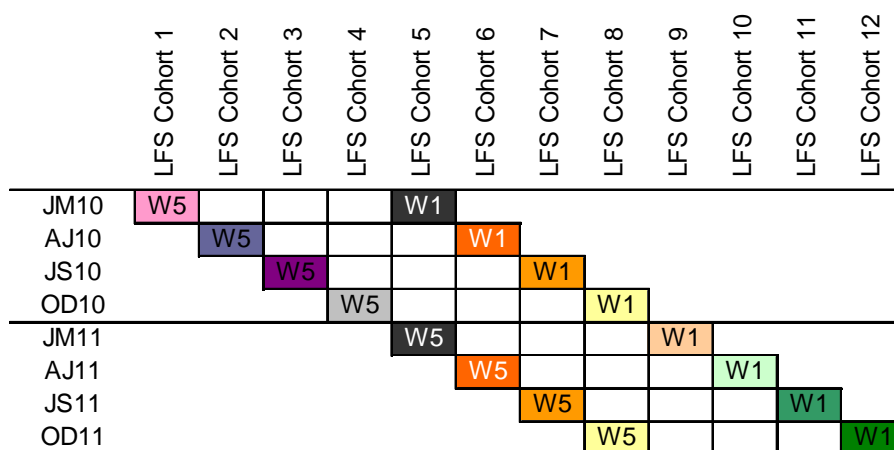 LFS Cohort 1 LFS Cohort 2 LFS Cohort 3 LFS Cohort 4 LFS Cohort 5 LFS Cohort 6 LFS Cohort 7 LFS Cohort 8 LFS Cohort 9 LFS Cohort 10 LFS Cohort 11 LFS Cohort 12
JM10 W5 W1
AJ10 W5 W1
JS10 W5 W1
OD10 W5 W1
JM11 W5 W1
AJ11 W5 W1
JS11 W5 W1
OD11 W5 W1